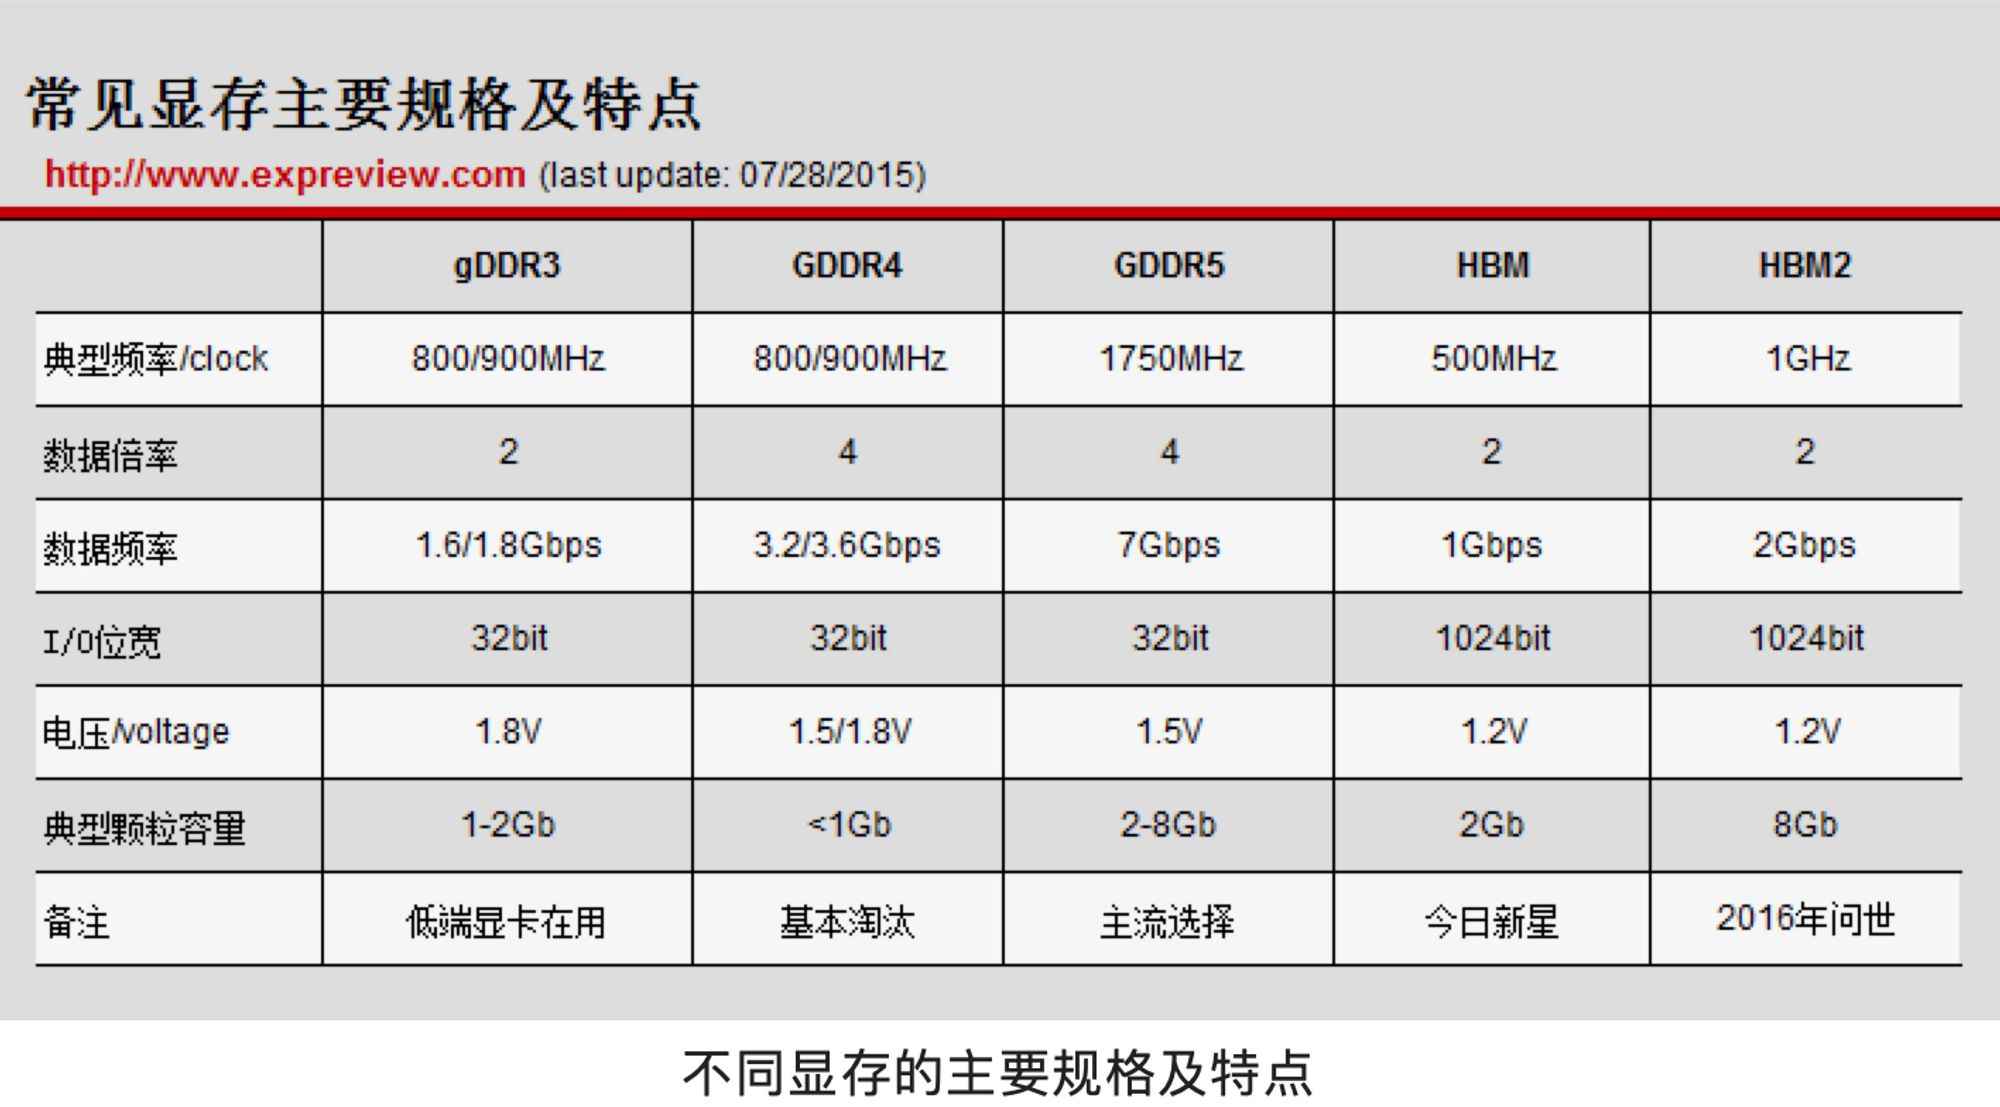 常见显存主要规格及特点
http://www.expreview.com (last update: 07/28/2015)
gDDR3 GDDR4 GDDR5 HBM HBM2
典型频率/clock 800/900MHz 800/900MHz 1750MHz 500MHz 1GHz
数据倍率 2 4 4 2 2
数据频率 1.6/1.8Gbps 3.2/3.6Gbps 7Gbps 1Gbps 2Gbps
I/O位宽 32bit 32bit 32bit 1024bit 1024bit
电压/voltage 1.8V 1.5/1.8V 1.5V 1.2V 1.2V
典型颗粒容量 1-2Gb <1Gb 2-8Gb 2Gb 8Gb
备注 低端显卡在用 基本淘汰 主流选择 今日新星 2016年问世
不同显存的主要规格及特点